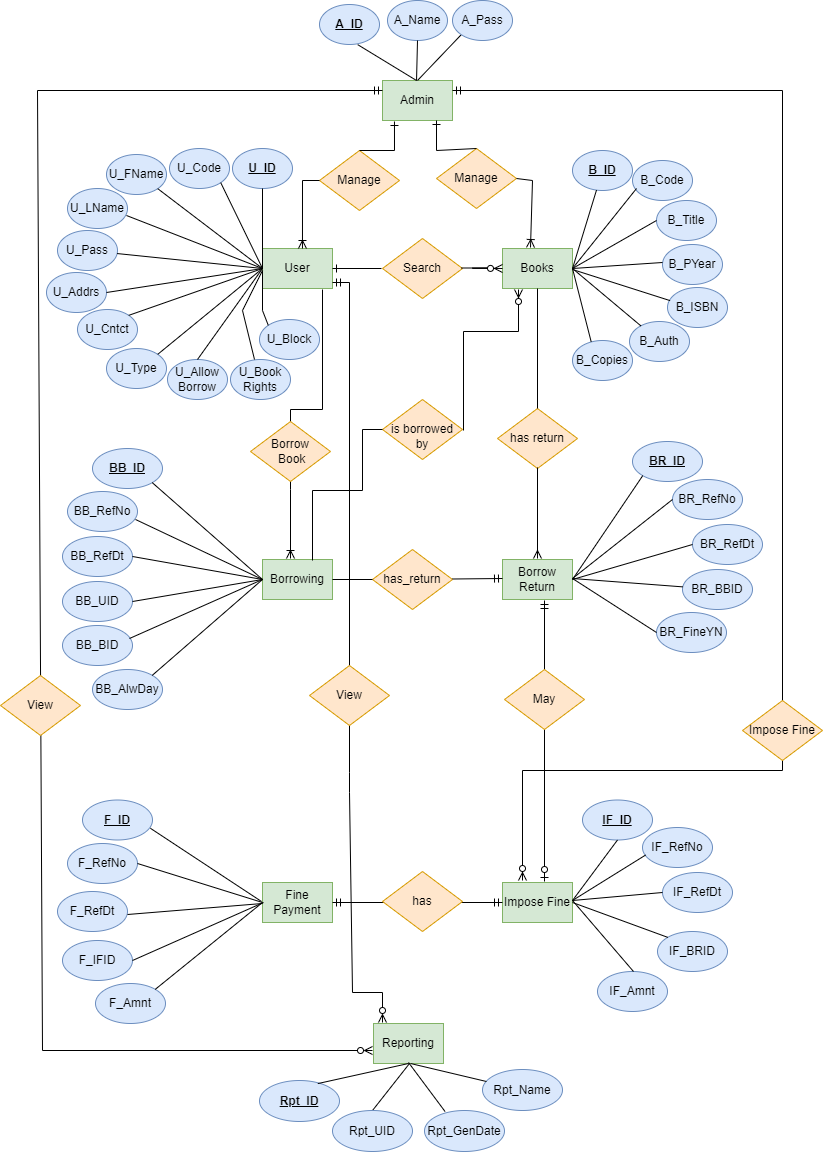 A_ID
A_Name
A_Pass
Admin
Manage
Manage
U_FName
U_Code
U_ID
U_LName
U_Pass
U_Addrs
U_Cntct
U_Type
U_Allow
Borrow
U_Book
Rights
U_Block
User
Search
Books
B_ID
B_Code
B_Title
B_PYear
B_ISBN
B_Auth
B_Copies
Borrow
Book
is borrowed
by
has return
BB_ID
BB_RefNo
BB_RefDt
BB_UID
BB_BID
BB_AlwDay
Borrowing
has_return
Borrow
Return
BR_ID
BR_RefNo
BR_RefDt
BR_BBID
BR_FineYN
View
View
May
Impose Fine
F_ID
F_RefNo
F_RefDt
F_IFID
F_Amnt
Fine
Payment
has
Impose Fine
IF_ID
IF_RefNo
IF_RefDt
IF_BRID
IF_Amnt
Reporting
Rpt_ID
Rpt_UID
Rpt_GenDate
Rpt_Name